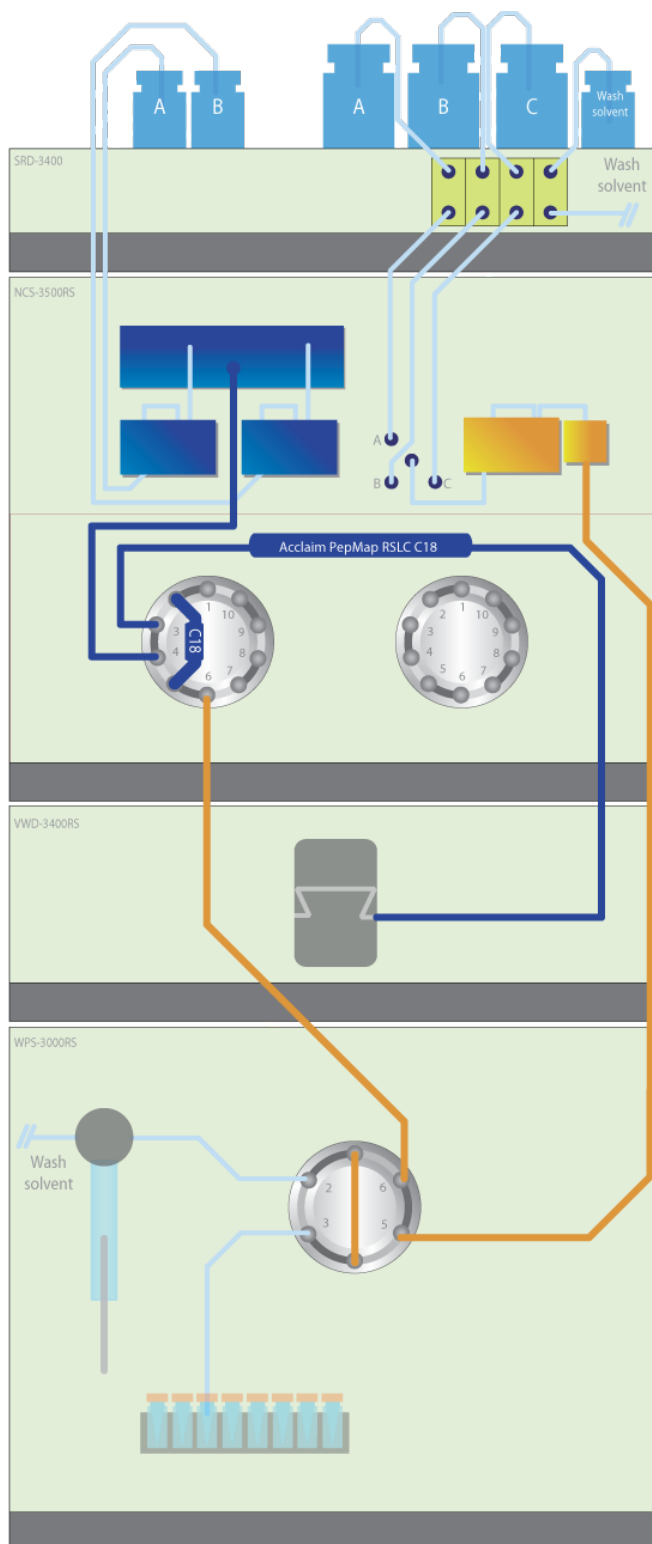 A
B
A
B
C
Wash
solvent
SRD-3400
Wash
solvent
NCS-3500RS
A
B
C
Acclaim PepMap RSLC C18
1
10
3
9
C18
4
8
6
7
1
2
10
3
9
4
8
5
7
6
VWD-3400RS
WPS-3000RS
Wash
solvent
2
6
3
5